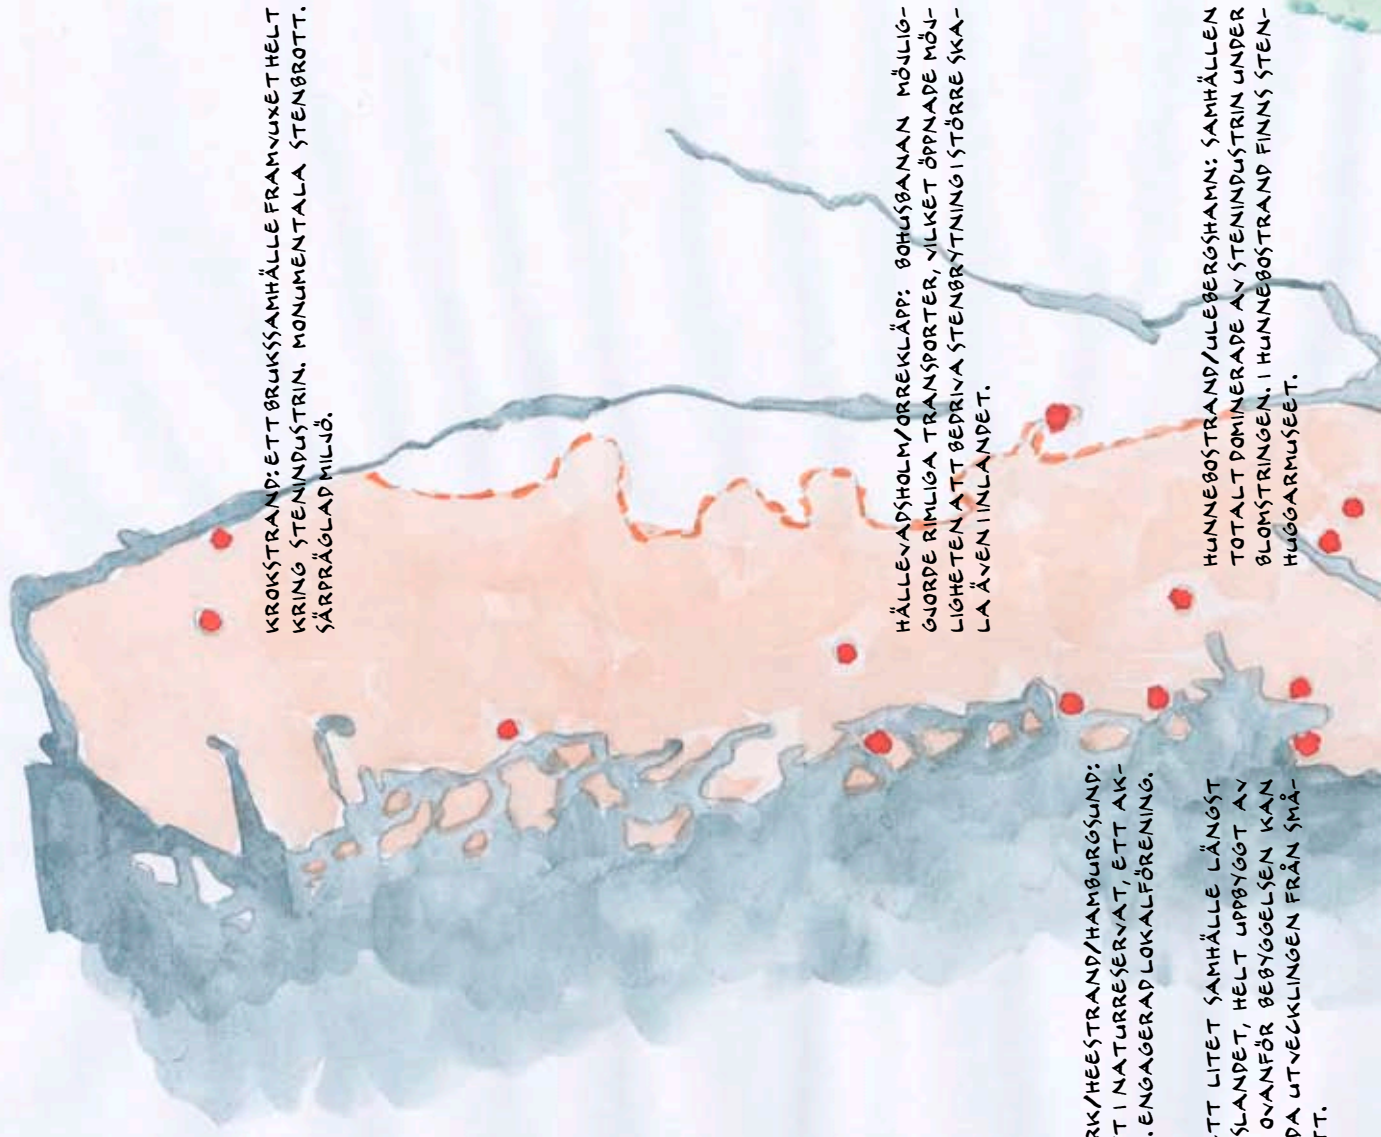 KROKSTRAND: ETT BRUKSSAMHÄLLE FRAMVUXET HELT
KRING STENINDUSTRIN. MONUMENTALA STENBROTT.
SÄRPRÄGLAD MILJÖ.
HÄLLEVADSHOLM/ORREKLÄPP: BOHUSBANAN MÖJLIG-
GJORDE RIMLIGA TRANSPORTER, VILKET ÖPPNADE MÖJ-
LIGHETEN ATT BEDRIVA STENBRYTNING I STÖRRE SKA-
LA ÄVEN I INLANDET.
HUNNEBOSTRAND/ULEBERGSHAMN: SAMHÄLLEN
TOTALT DOMINERADE AV STENINDUSTRIN UNDER
BLOMSTRINGEN. I HUNNEBOSTRAND FINNS STEN-
HUGGARMUSEET.
RK/HEESTRAND/HAMBURGSUND:
T I NATURRESERVAT, ETT AK-
. ENGAGERAD LOKALFÖRENING.
TT LITET SAMHÄLLE LÄNGST
SLANDET, HELT UPPBYGGT AV
OVANFÖR BEBYGGELSEN KAN
DA UTVECKLINGEN FRÅN SMÅ-
TT.